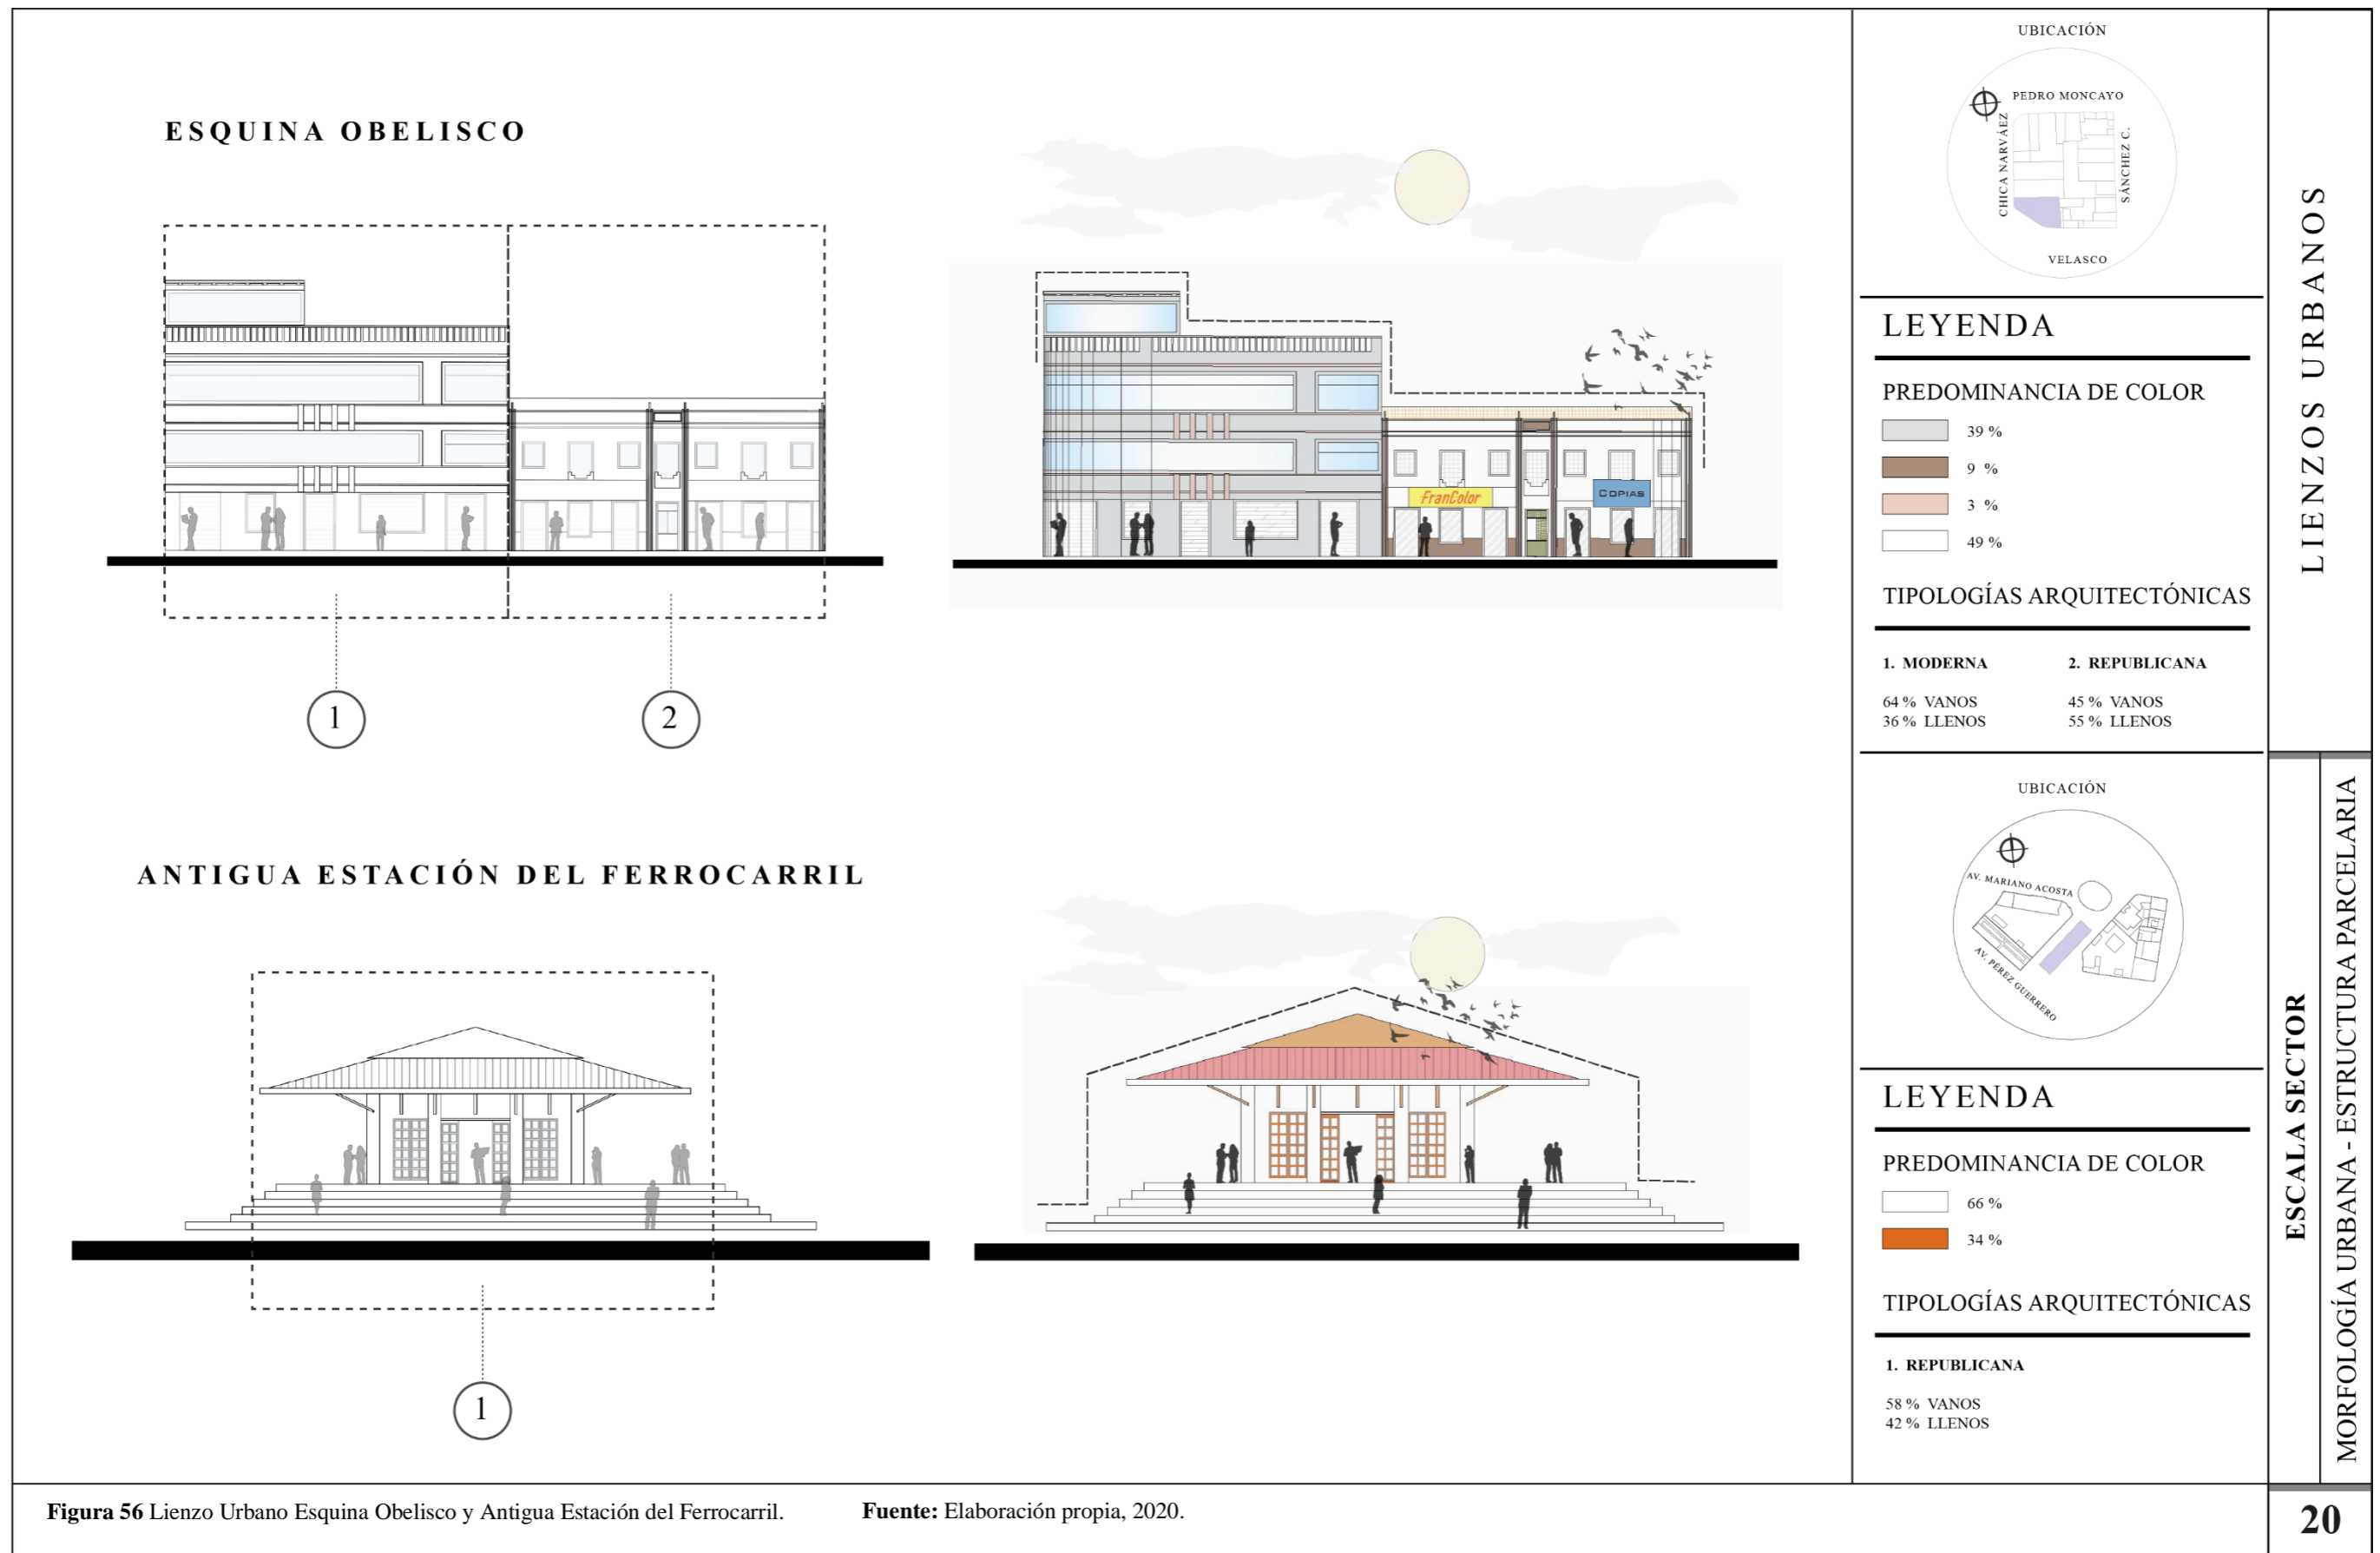 ESQUINA OBELISCO
FranColor
COPIAS
1
2
ANTIGUA ESTACIÓN DEL FERROCARRIL
1
UBICACIÓN
PEDRO MONCAYO
CHICA NARVÁEZ
SÁNCHEZ C.
VELASCO
LEYENDA
PREDOMINANCIA DE COLOR
39 %
9 %
3 %
49 %
TIPOLOGÍAS ARQUITECTÓNICAS
1. MODERNA
64 % VANOS
36 % LLENOS
2. REPUBLICANA
45 % VANOS
55 % LLENOS
UBICACIÓN
AV. MARIANO ACOSTA
AV. PÉREZ GUERRERO
LEYENDA
PREDOMINANCIA DE COLOR
66 %
34 %
TIPOLOGÍAS ARQUITECTÓNICAS
1. REPUBLICANA
58 % VANOS
42 % LLENOS
LIENZOS URBANOS
ESCALA SECTOR
MORFOLOGÍA URBANA - ESTRUCTURA PARCELARIA
Figura 56 Lienzo Urbano Esquina Obelisco y Antigua Estación del Ferrocarril.
Fuente: Elaboración propia, 2020.
20